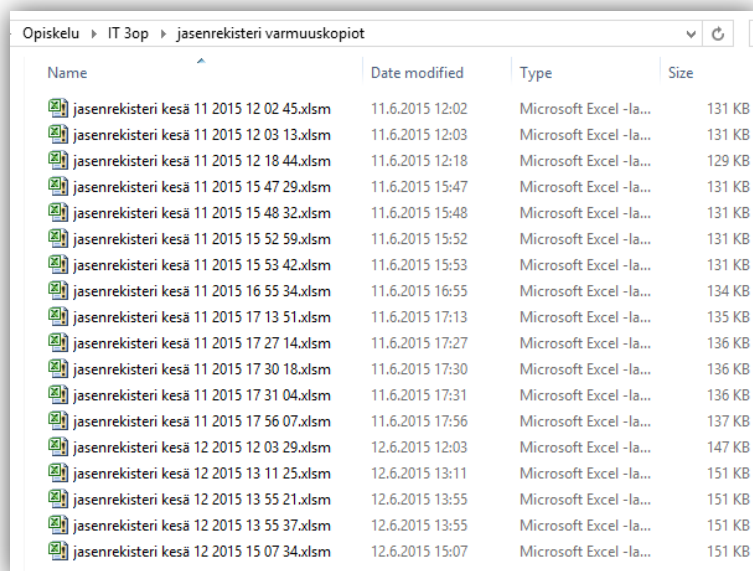 Opiskelu ▸ IT 3op ▸ jasenrekisteri varmuuskopiot
Name Date modified Type Size
jasenrekisteri kesä 11 2015 12 02 45.xlsm 11.6.2015 12:02 Microsoft Excel -la... 131 KB
jasenrekisteri kesä 11 2015 12 03 13.xlsm 11.6.2015 12:03 Microsoft Excel -la... 131 KB
jasenrekisteri kesä 11 2015 12 18 44.xlsm 11.6.2015 12:18 Microsoft Excel -la... 129 KB
jasenrekisteri kesä 11 2015 15 47 29.xlsm 11.6.2015 15:47 Microsoft Excel -la... 131 KB
jasenrekisteri kesä 11 2015 15 48 32.xlsm 11.6.2015 15:48 Microsoft Excel -la... 131 KB
jasenrekisteri kesä 11 2015 15 52 59.xlsm 11.6.2015 15:52 Microsoft Excel -la... 131 KB
jasenrekisteri kesä 11 2015 15 53 42.xlsm 11.6.2015 15:53 Microsoft Excel -la... 131 KB
jasenrekisteri kesä 11 2015 16 55 34.xlsm 11.6.2015 16:55 Microsoft Excel -la... 134 KB
jasenrekisteri kesä 11 2015 17 13 51.xlsm 11.6.2015 17:13 Microsoft Excel -la... 135 KB
jasenrekisteri kesä 11 2015 17 27 14.xlsm 11.6.2015 17:27 Microsoft Excel -la... 136 KB
jasenrekisteri kesä 11 2015 17 30 18.xlsm 11.6.2015 17:30 Microsoft Excel -la... 136 KB
jasenrekisteri kesä 11 2015 17 31 04.xlsm 11.6.2015 17:31 Microsoft Excel -la... 136 KB
jasenrekisteri kesä 11 2015 17 56 07.xlsm 11.6.2015 17:56 Microsoft Excel -la... 137 KB
jasenrekisteri kesä 12 2015 12 03 29.xlsm 12.6.2015 12:03 Microsoft Excel -la... 147 KB
jasenrekisteri kesä 12 2015 13 11 25.xlsm 12.6.2015 13:11 Microsoft Excel -la... 151 KB
jasenrekisteri kesä 12 2015 13 55 21.xlsm 12.6.2015 13:55 Microsoft Excel -la... 151 KB
jasenrekisteri kesä 12 2015 13 55 37.xlsm 12.6.2015 13:55 Microsoft Excel -la... 151 KB
jasenrekisteri kesä 12 2015 15 07 34.xlsm 12.6.2015 15:07 Microsoft Excel -la... 151 KB